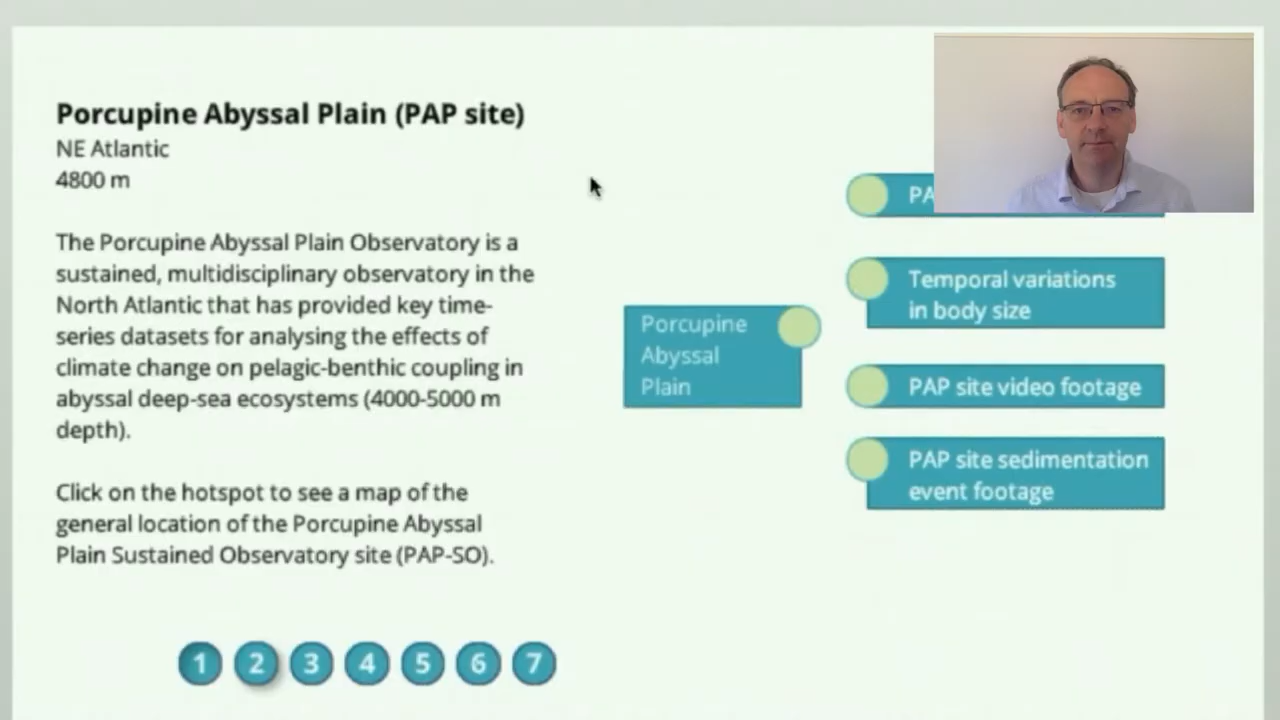 Porcupine Abyssal Plain (PAP site)
NE Atlantic
4800 m
The Porcupine Abyssal Plain Observatory is a
sustained, multidisciplinary observatory in the
North Atlantic that has provided key time-
series datasets for analysing the effects of
climate change on pelagic-benthic coupling in
abyssal deep-sea ecosystems (4000-5000 m
depth).
Click on the hotspot to see a map of the
general location of the Porcupine Abyssal
Plain Sustained Observatory site (PAP-SO).
1 2 3 4 5 6 7
Porcupine
Abyssal
Plain
PA
Temporal variations
in body size
PAP site video footage
PAP site sedimentation
event footage